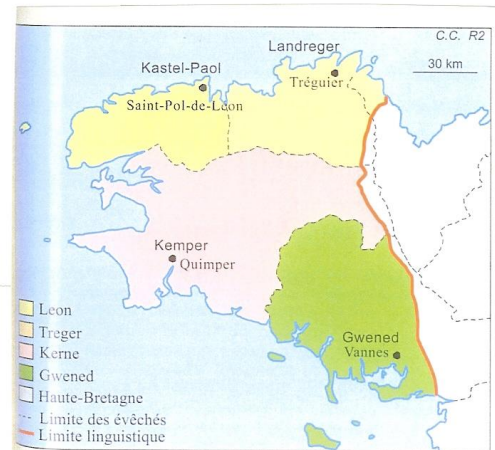 C.C. R2
Landreger
30 km
Kastel-Paol
Tréguier
Saint-Pol-de-Léon
Kemper
Quimper
Gwened
Vannes
Leon
Treger
Kerne
Gwened
Haute-Bretagne
Limite des évêchés
Limite linguistique